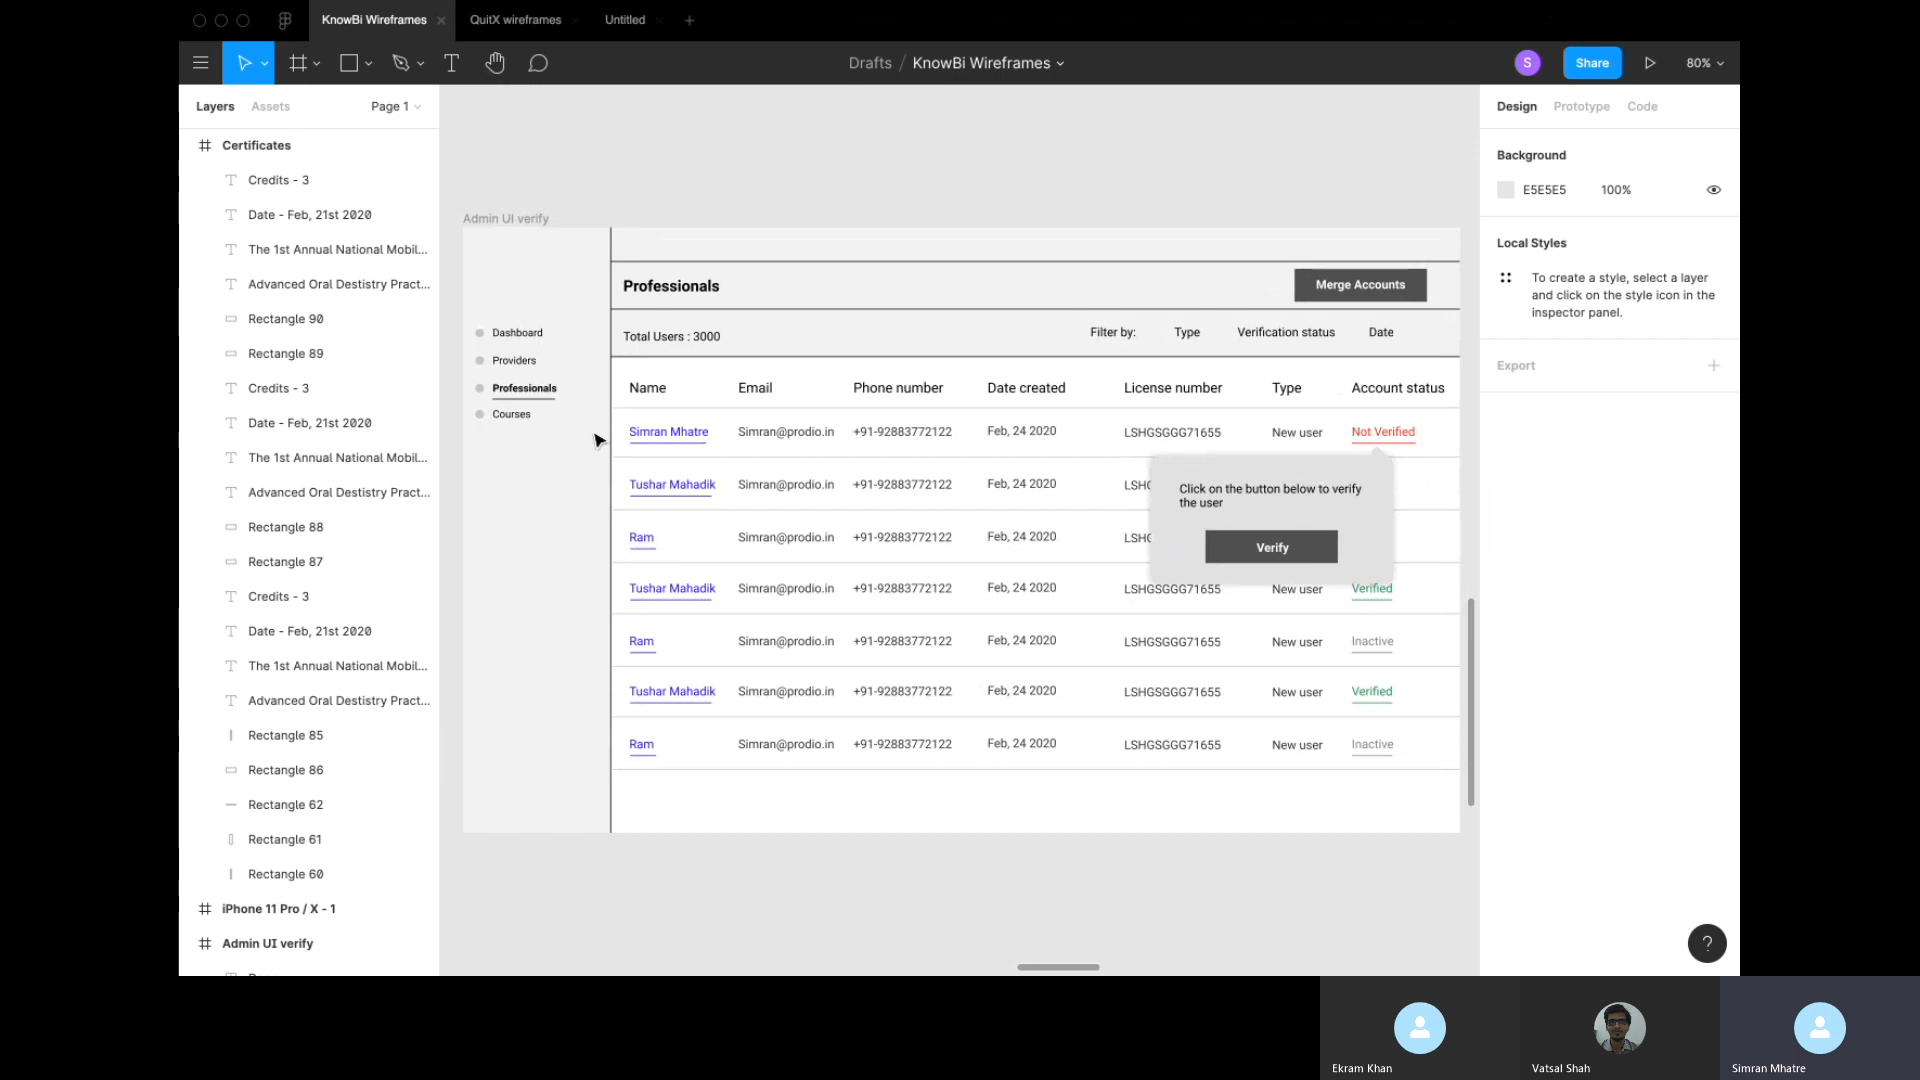 KnowBi Wireframes
QuitX wireframes
Untitled
Drafts / KnowBi Wireframes
S
Share
80%
Layers
Assets
Page 1
Design
Prototype
Code
Certificates
Credits - 3
Date - Feb, 21st 2020
The 1st Annual National Mobil...
Advanced Oral Destistry Pract...
Rectangle 90
Rectangle 89
Credits - 3
Date - Feb, 21st 2020
The 1st Annual National Mobil...
Advanced Oral Destistry Pract...
Rectangle 88
Rectangle 87
Credits - 3
Date - Feb, 21st 2020
The 1st Annual National Mobil...
Advanced Oral Destistry Pract...
Rectangle 85
Rectangle 86
Rectangle 62
Rectangle 61
Rectangle 60
iPhone 11 Pro / X - 1
Admin UI verify
Admin UI verify
Dashboard
Providers
Professionals
Courses
Professionals
Merge Accounts
Total Users : 3000
Filter by:
Type
Verification status
Date
Name Email Phone number Date created License number Type Account status
Simran Mhatre Simran@prodio.in +91-92883772122 Feb, 24 2020 LSHGSGGG71655 New user Not Verified
Tushar Mahadik Simran@prodio.in +91-92883772122 Feb, 24 2020 LSHG
Ram Simran@prodio.in +91-92883772122 Feb, 24 2020 LSHG
Tushar Mahadik Simran@prodio.in +91-92883772122 Feb, 24 2020 LSHGSGGG71655 New user Verified
Ram Simran@prodio.in +91-92883772122 Feb, 24 2020 LSHGSGGG71655 New user Inactive
Tushar Mahadik Simran@prodio.in +91-92883772122 Feb, 24 2020 LSHGSGGG71655 New user Verified
Ram Simran@prodio.in +91-92883772122 Feb, 24 2020 LSHGSGGG71655 New user Inactive
Click on the button below to verify
the user
Verify
Background
E5E5E5 100%
Local Styles
To create a style, select a layer
and click on the style icon in the
inspector panel.
Export
?
Ekram Khan
Vatsal Shah
Simran Mhatre